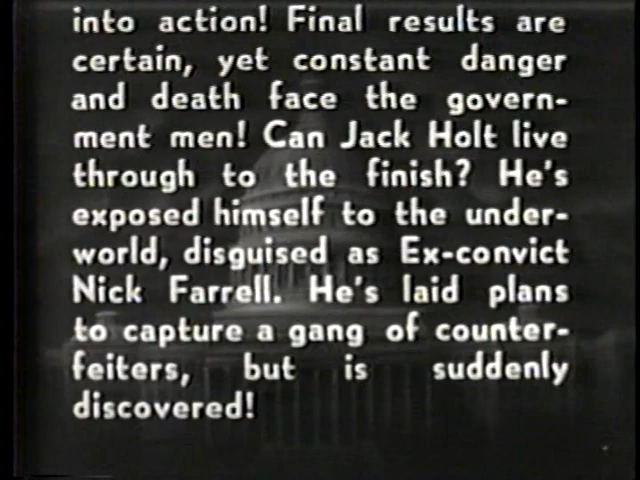 into action! Final results are
certain, yet constant danger
and death face the govern-
ment men! Can Jack Holt live
through to the finish? He's
exposed himself to the under-
world, disguised as Ex-convict
Nick Farrell. He's laid plans
to capture a gang of counter-
feiters, but is suddenly
discovered!